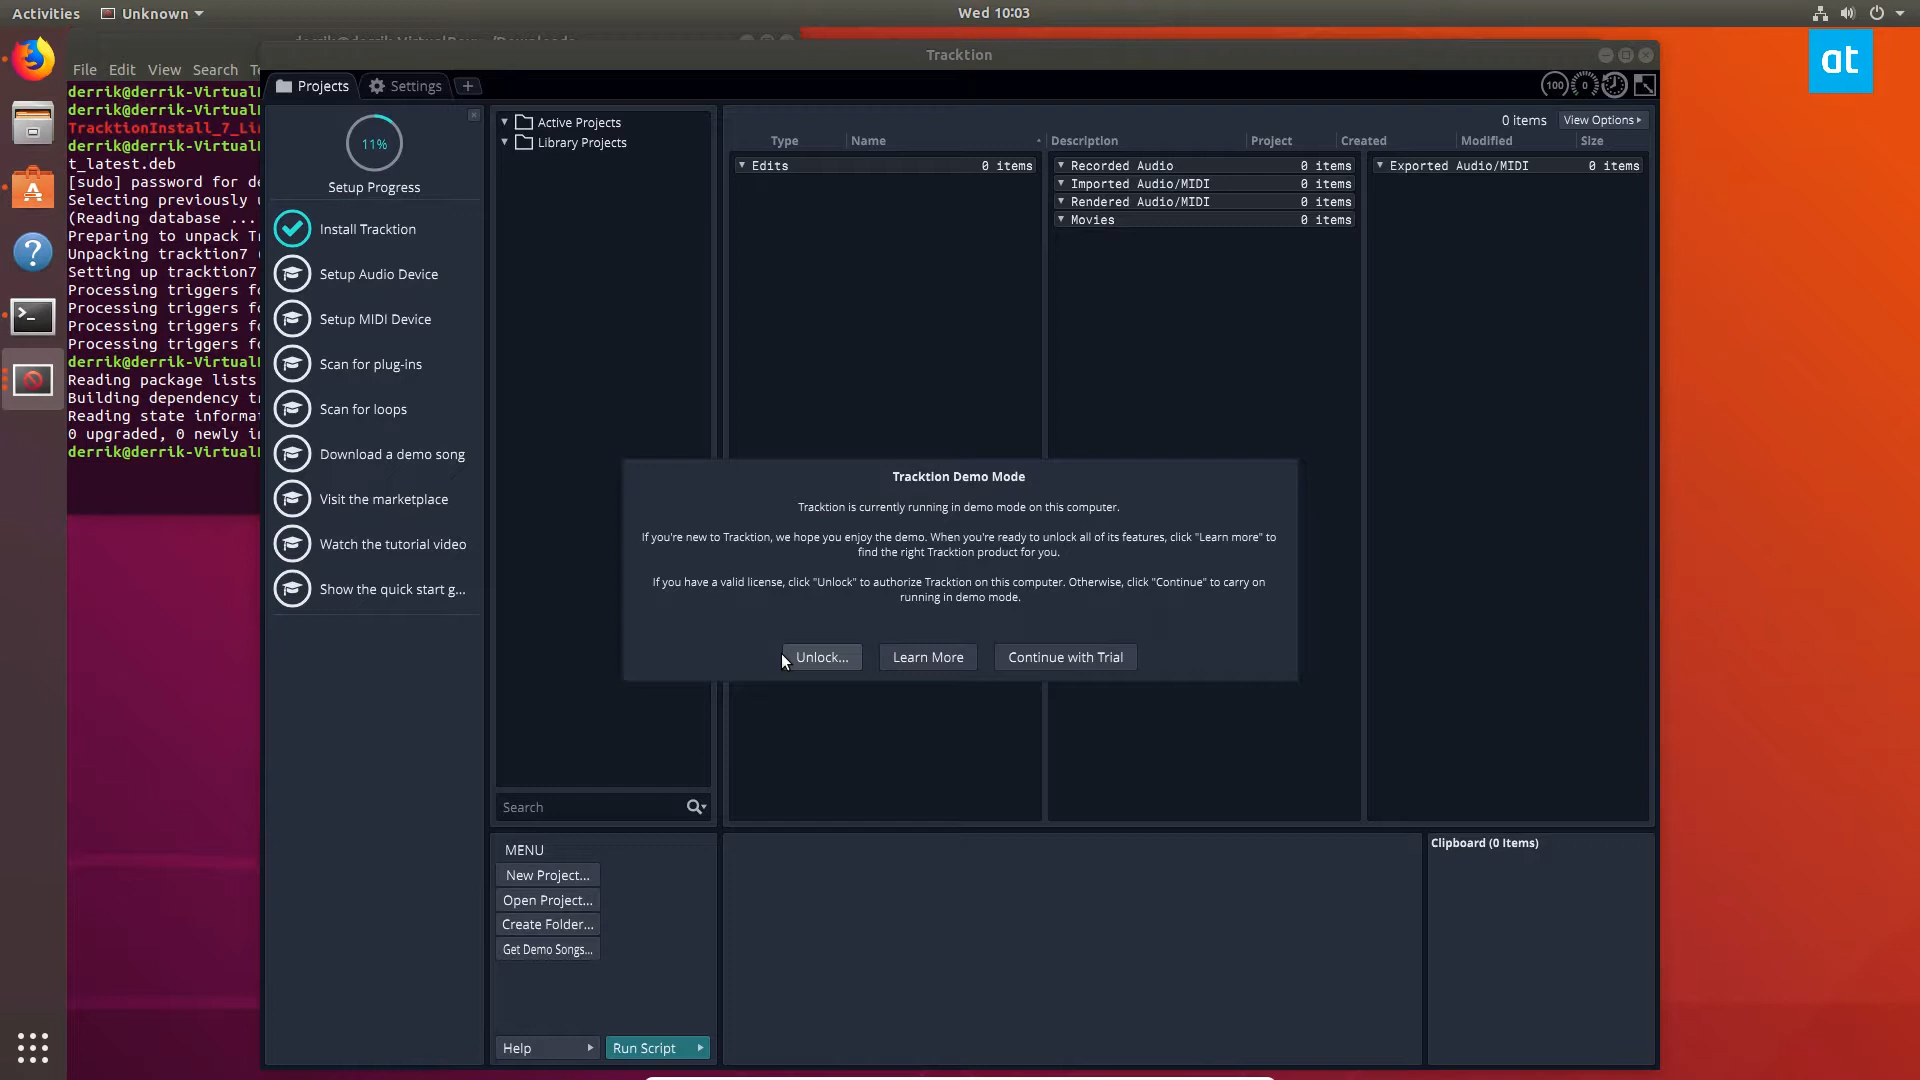 Activities
Unknown
Wed 10:03
at
File Edit View Search
derrik@derrik-Virtual
derrik@derrik-Virtual
TracktionInstall_7_Li
t_latest.deb
[sudo] password for de
Selecting previously u
(Reading database ...
Preparing to unpack Tr
Unpacking tracktion7 (
Setting up tracktion7
Processing triggers fo
Processing triggers fo
Processing triggers fo
Processing triggers fo
derrik@derrik-Virtual
Reading package lists
Building dependency tr
Reading state informa
0 upgraded, 0 newly in
derrik@derrik-Virtual
Tracktion
Projects
Settings
+
100
0
11%
Setup Progress
Install Tracktion
Setup Audio Device
Setup MIDI Device
Scan for plug-ins
Scan for loops
Download a demo song
Visit the marketplace
Watch the tutorial video
Show the quick start g...
Active Projects
Library Projects
Search
0 items
View Options
Type Name Description Project Created Modified Size
Edits 0 items
Recorded Audio 0 items
Imported Audio/MIDI 0 items
Rendered Audio/MIDI 0 items
Movies 0 items
Exported Audio/MIDI 0 items
Tracktion Demo Mode
Tracktion is currently running in demo mode on this computer.
If you're new to Tracktion, we hope you enjoy the demo. When you're ready to unlock all of its features, click "Learn more" to
find the right Tracktion product for you.
If you have a valid license, click "Unlock" to authorize Tracktion on this computer. Otherwise, click "Continue" to carry on
running in demo mode.
Unlock...
Learn More
Continue with Trial
MENU
New Project...
Open Project...
Create Folder...
Get Demo Songs...
Help
Run Script
Clipboard (0 Items)